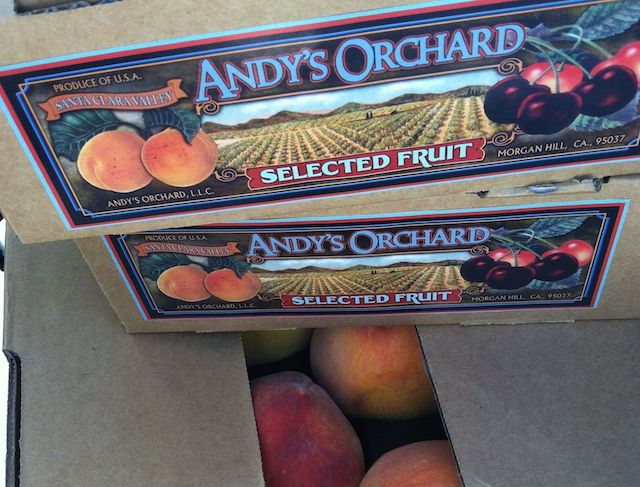 PRODUCE OF U.S.A.
SANTA CLARA VALLEY
ANDY'S ORCHARD
SELECTED FRUIT
MORGAN HILL, CA., 95037
ANDY'S ORCHARD, L.L.C.
PRODUCE OF U.S.A.
SANTA CLARA VALLEY
ANDY'S ORCHARD
SELECTED FRUIT
MORGAN HILL, CA., 95037
ANDY'S ORCHARD, L.L.C.